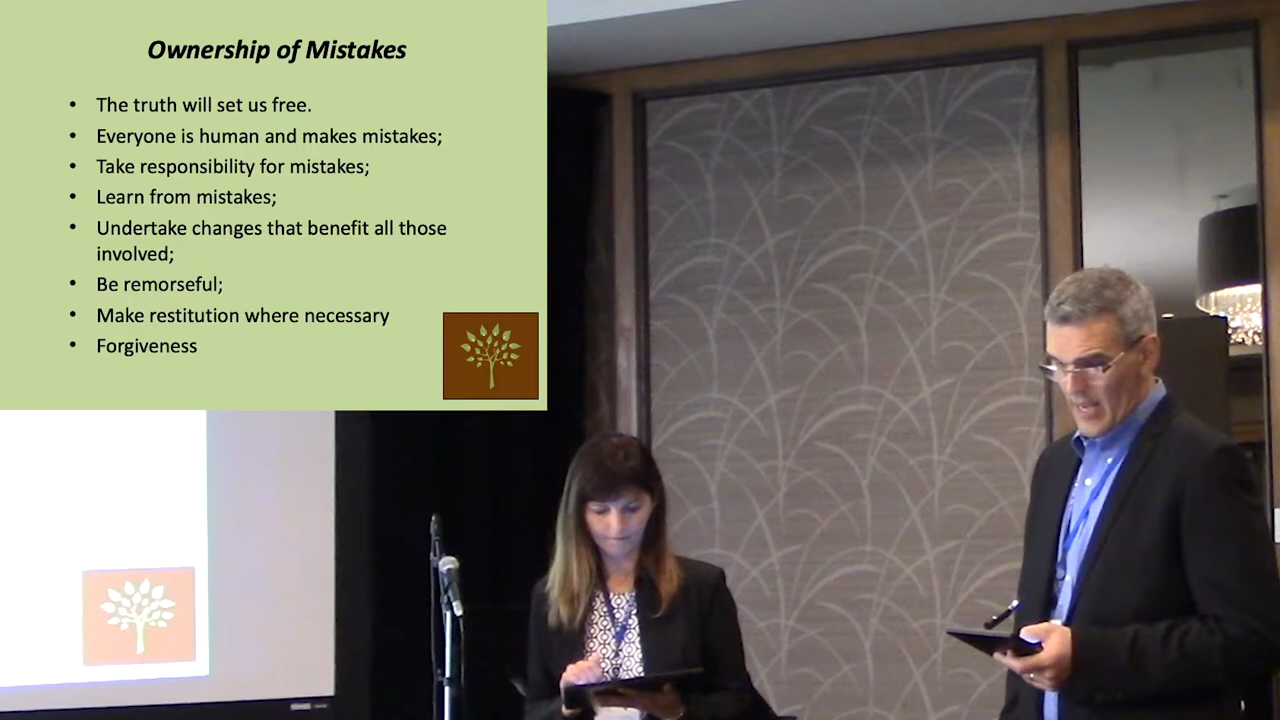 Ownership of Mistakes
• The truth will set us free.
• Everyone is human and makes mistakes;
• Take responsibility for mistakes;
• Learn from mistakes;
• Undertake changes that benefit all those
involved;
• Be remorseful;
• Make restitution where necessary
• Forgiveness